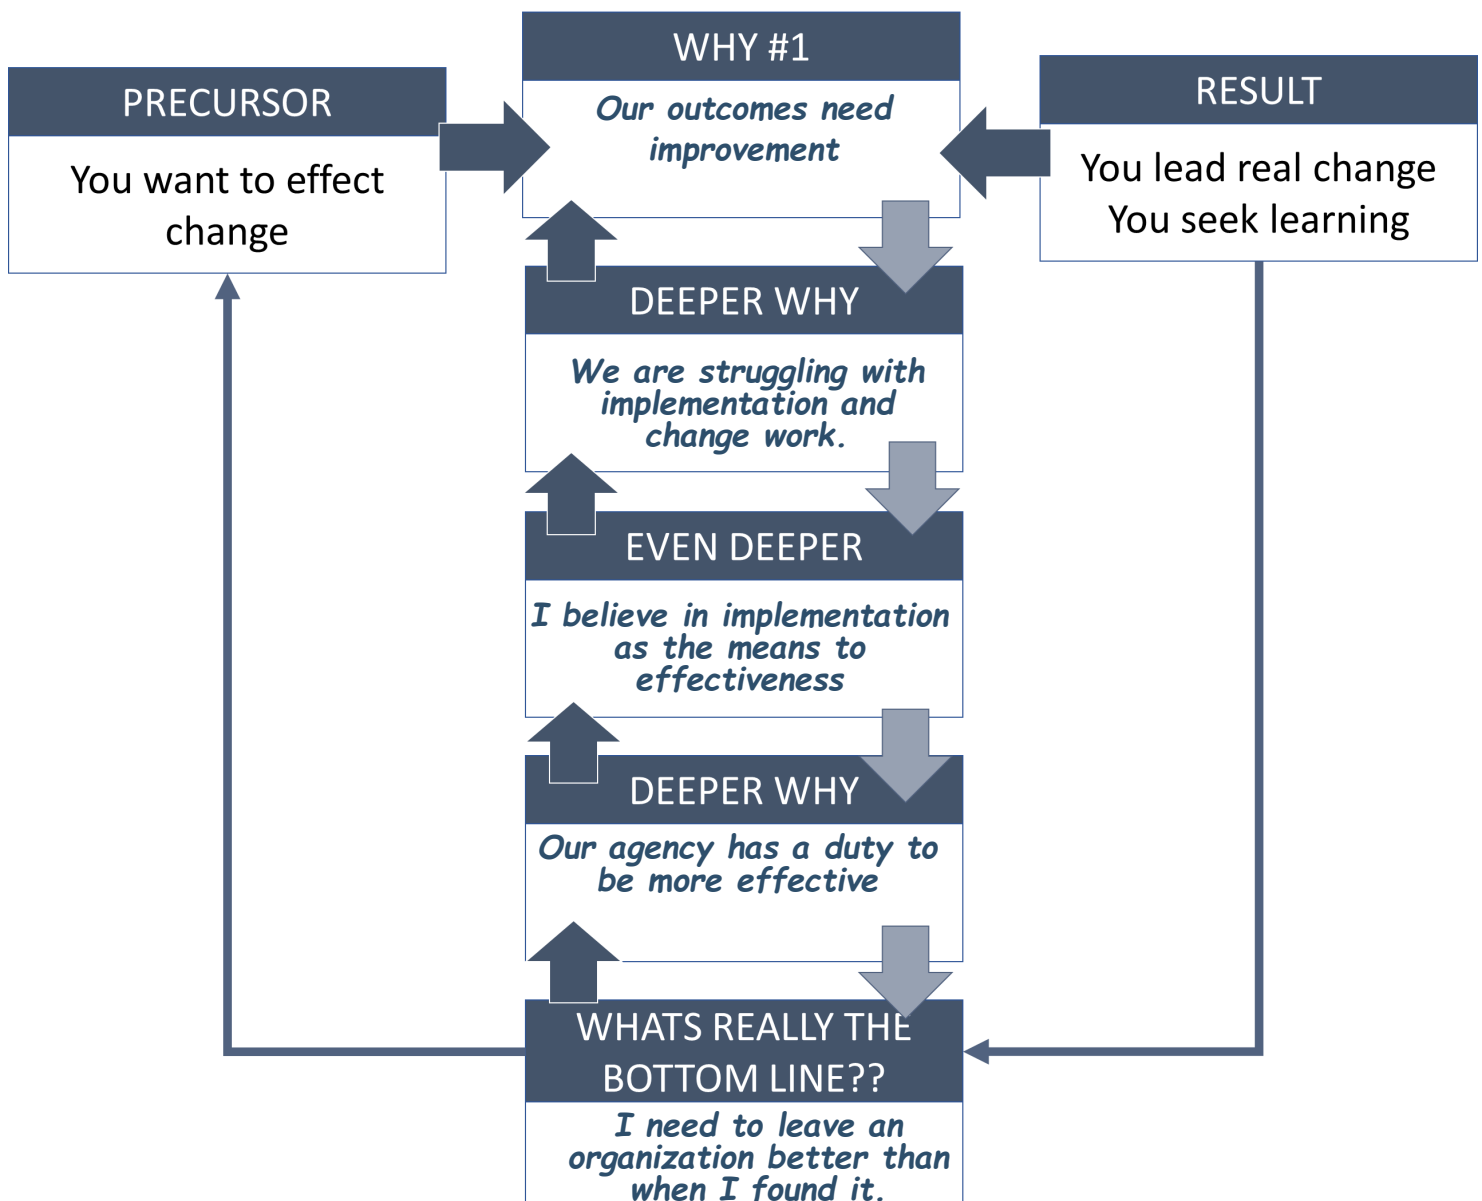 PRECURSOR
You want to effect
change
WHY #1
Our outcomes need
improvement
RESULT
You lead real change
You seek learning
DEEPER WHY
We are struggling with
implementation and
change work.
EVEN DEEPER
I believe in implementation
as the means to
effectiveness
DEEPER WHY
Our agency has a duty to
be more effective
WHATS REALLY THE
BOTTOM LINE??
I need to leave an
organization better than
when I found it.